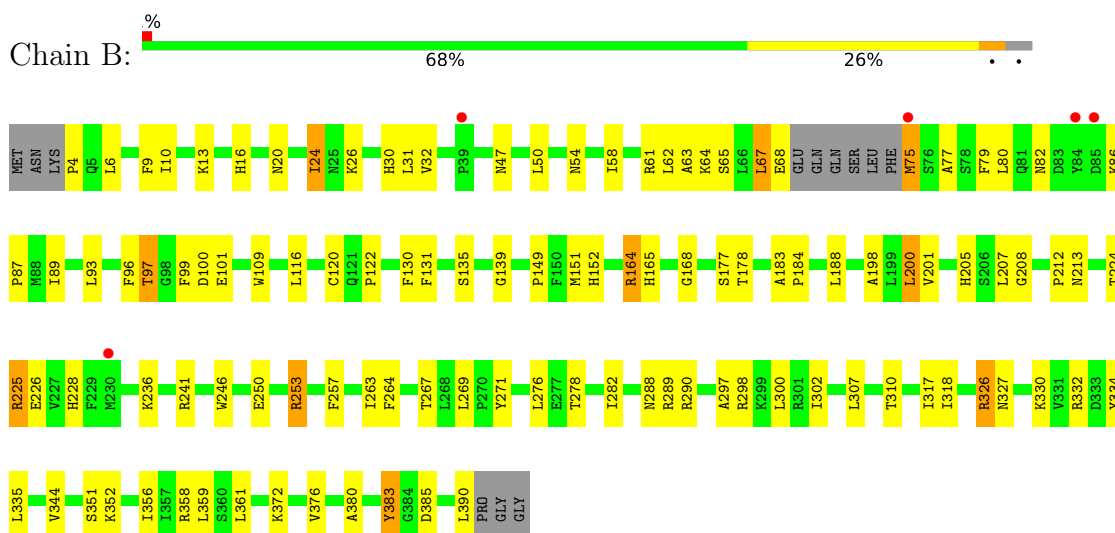 %
Chain B:
68% 26% • •
MET ASN LYS P4 Q5 L6 F9 I10 K13 H16 N20 I24 N25 K26 H30 L31 V32 P39 N47 L50 N54 I58 R61 L62 A63 K64 S65 L66 L67 E68 GLU GLN GLN SER LEU PHE M75 S76 A77 S78 F79 L80 Q81 N82 D83 Y84 D85 K86
P87 M88 I89 L93 F96 T97 G98 F99 D100 E101 W109 L116 C120 Q121 P122 F130 F131 S135 G139 P149 F150 M151 H152 R164 H165 G168 S177 T178 A183 P184 L188 A198 L199 L200 V201 H205 S206 L207 G208 P212 N213 T224
R225 E226 V227 H228 F229 M230 K236 R241 W246 E250 R253 F257 I263 F264 T267 L268 L269 P270 Y271 L276 E277 T278 I282 N288 R289 R290 A297 R298 K299 L300 R301 I302 L307 T310 I317 I318 R326 N327 K330 V331 R332 D333 Y334
L335 V344 S351 K352 I356 I357 R358 L359 S360 L361 K372 V376 A380 Y383 G384 D385 L390 PRO GLY GLY